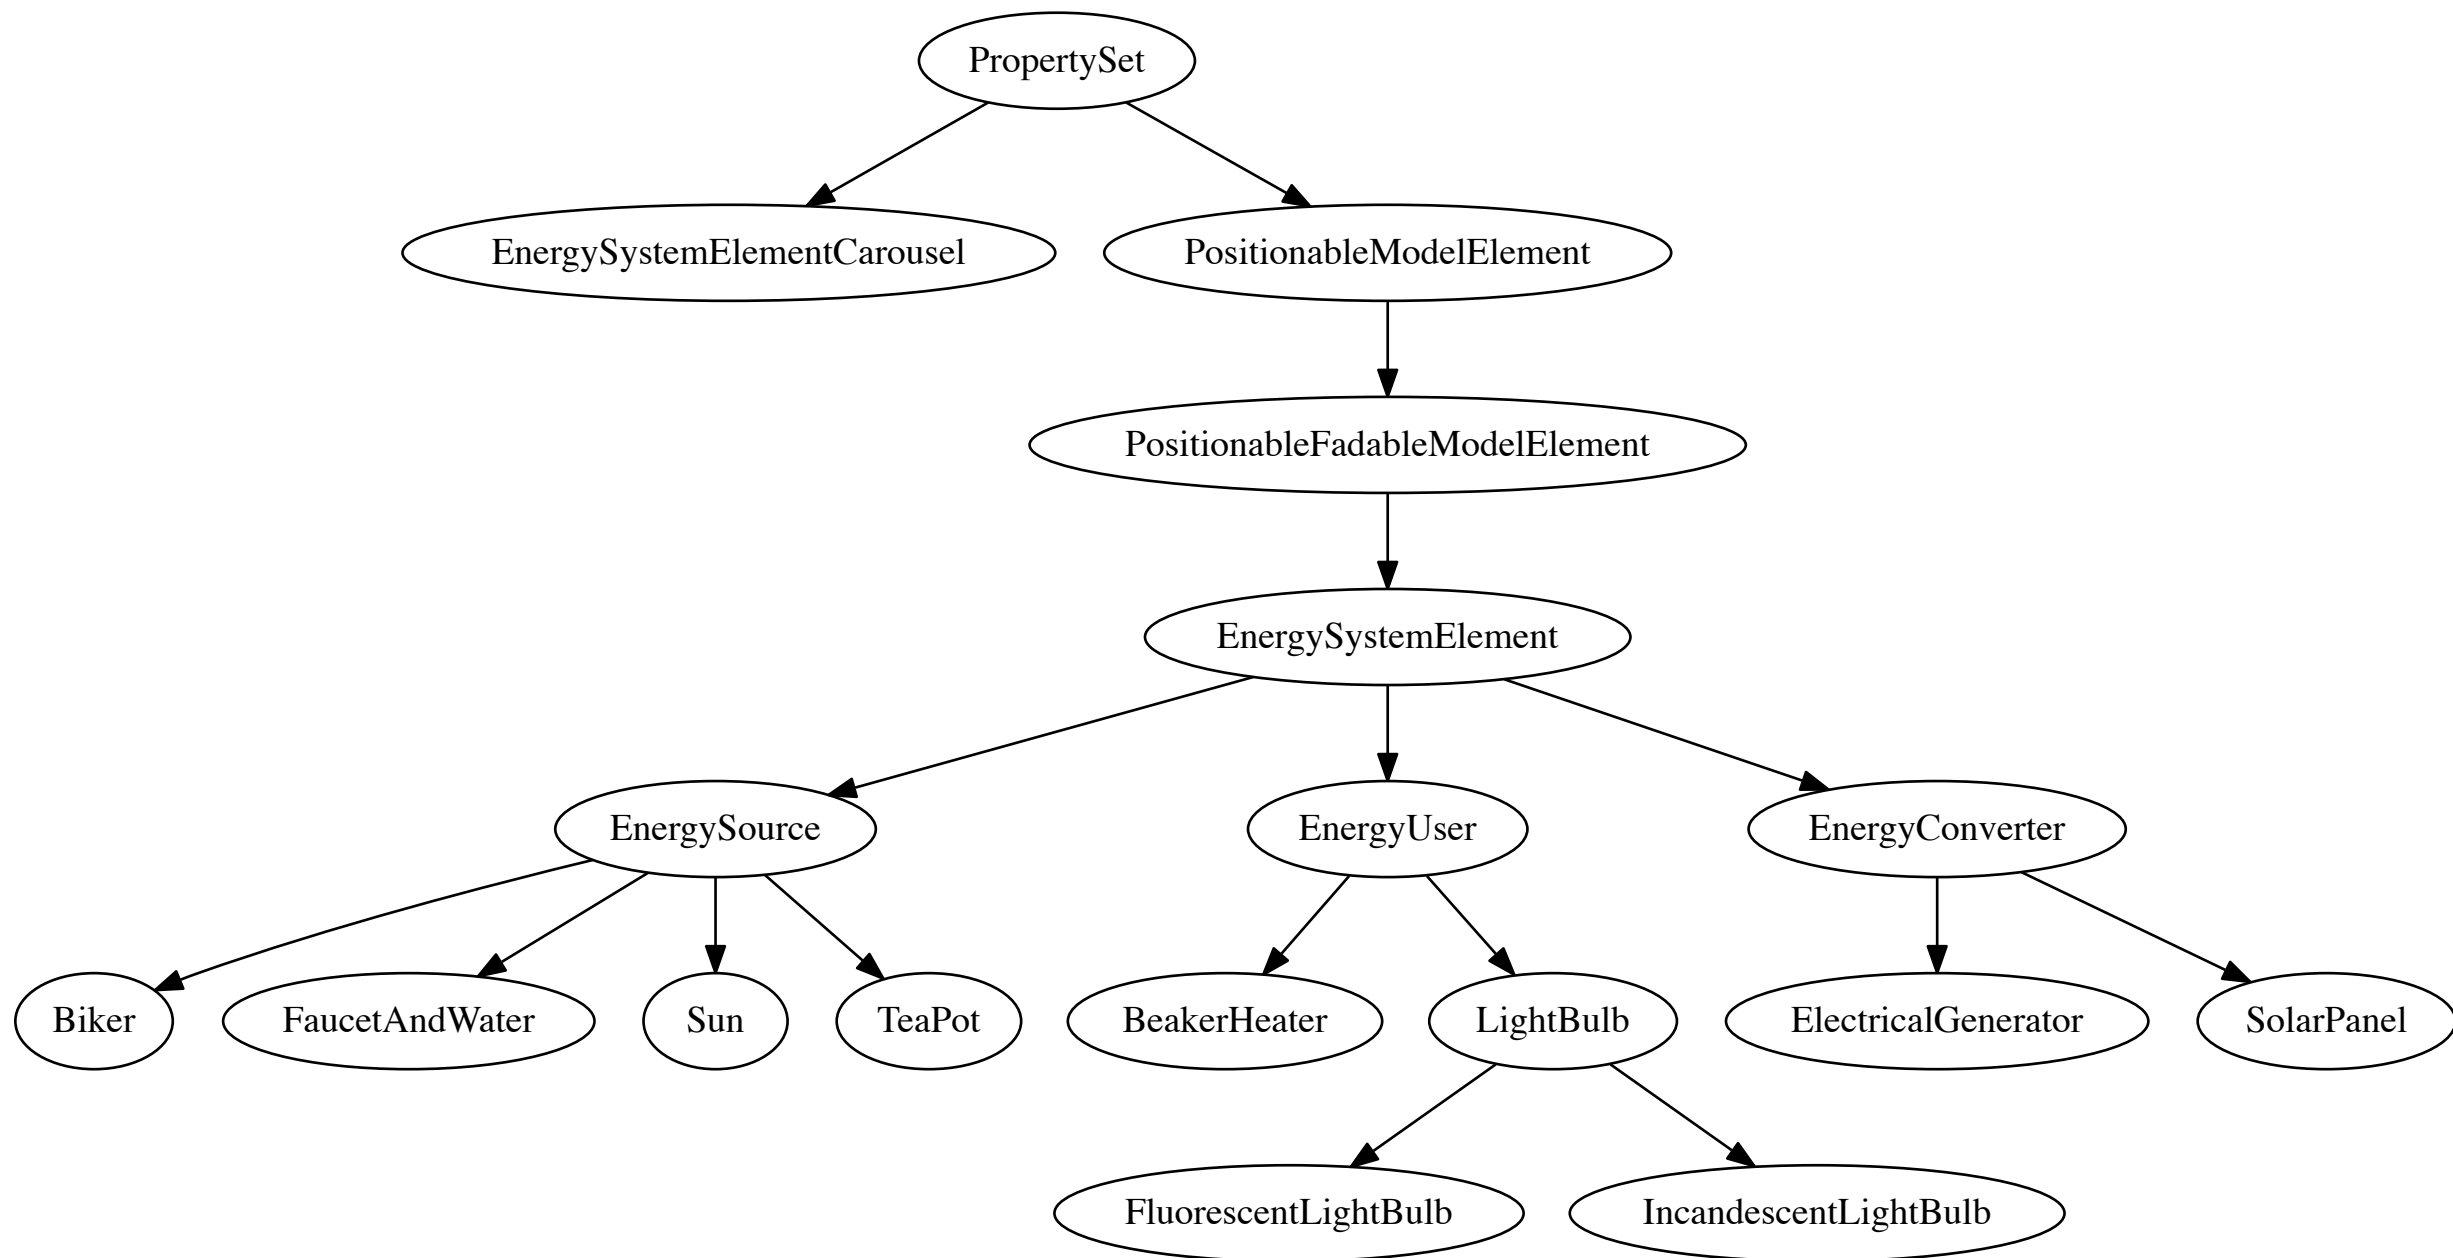 PropertySet
EnergySystemElementCarousel
PositionableModelElement
PositionableFadableModelElement
EnergySystemElement
EnergySource
EnergyUser
EnergyConverter
Biker
FaucetAndWater
Sun
TeaPot
BeakerHeater
LightBulb
ElectricalGenerator
SolarPanel
FluorescentLightBulb
IncandescentLightBulb